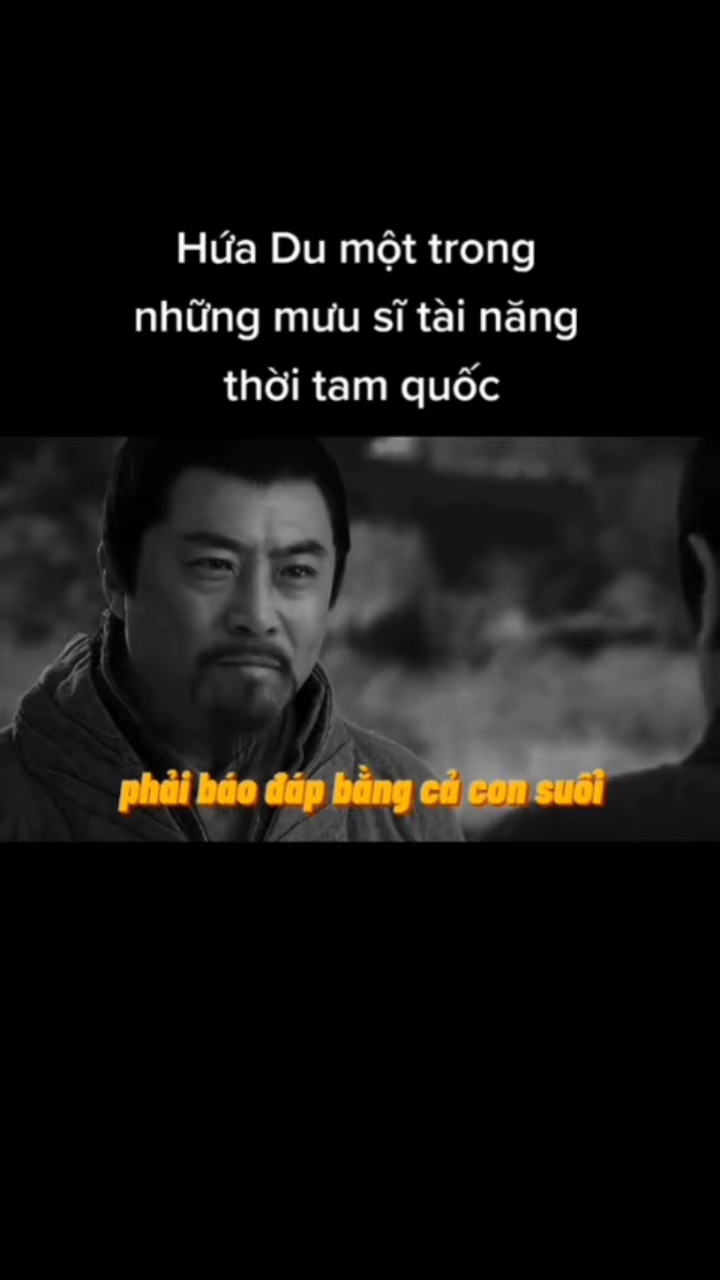 Hứa Du một trong
những mưu sĩ tài năng
thời tam quốc
phải báo đáp bằng cả con suối